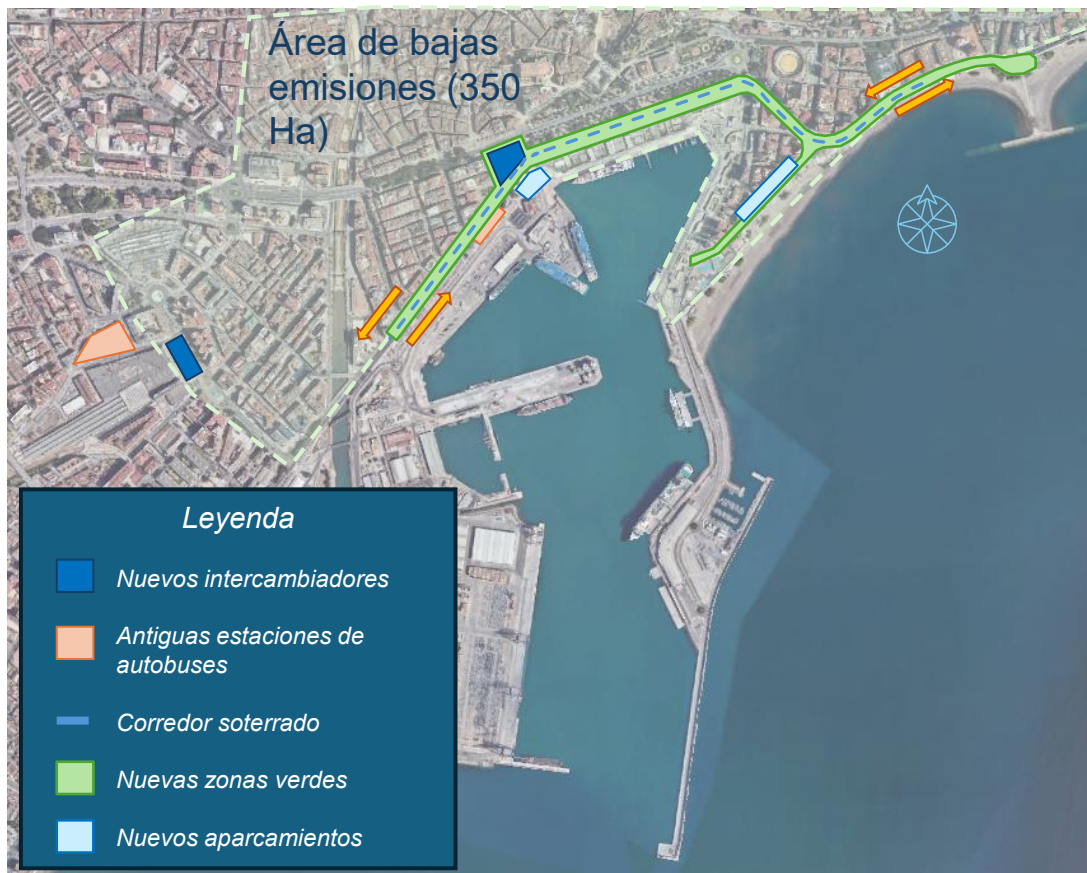 Área de bajas
emisiones (350
Ha)
Leyenda
Nuevos intercambiadores
Antiguas estaciones de
autobuses
Corredor soterrado
Nuevas zonas verdes
Nuevos aparcamientos